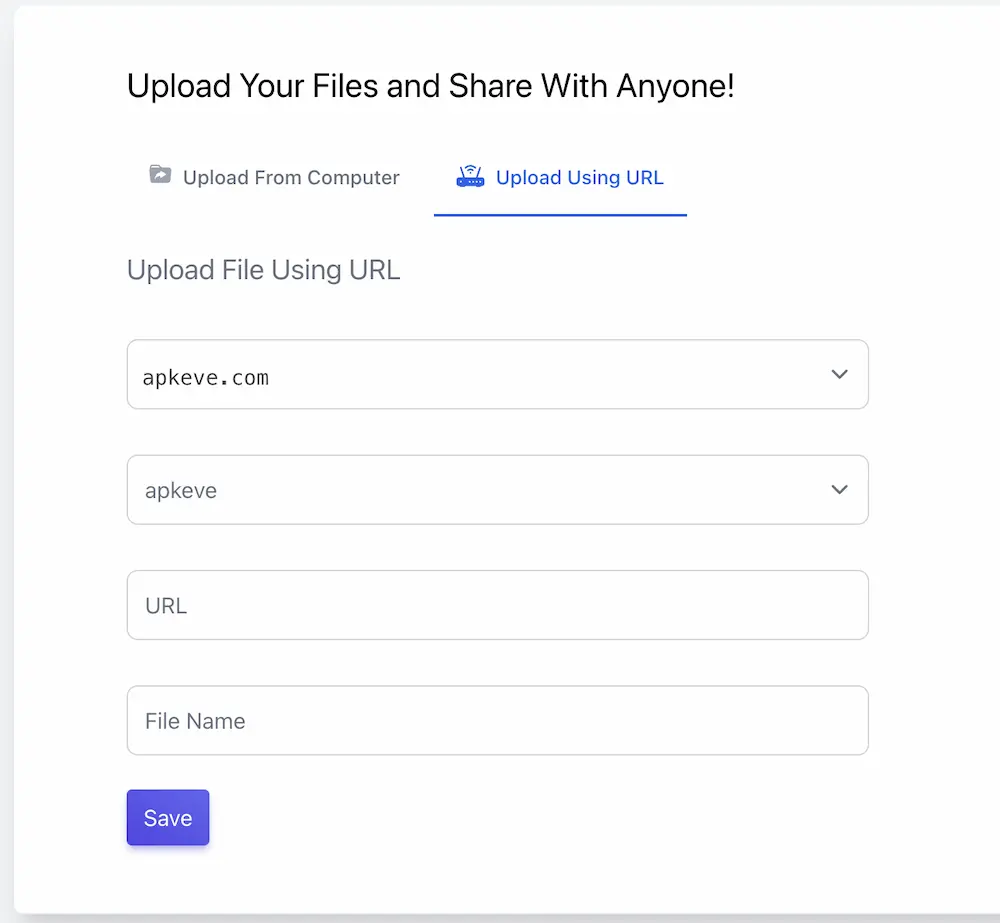 Upload Your Files and Share With Anyone!
Upload From Computer
Upload Using URL
Upload File Using URL
apkeve.com
apkeve
URL
File Name
Save